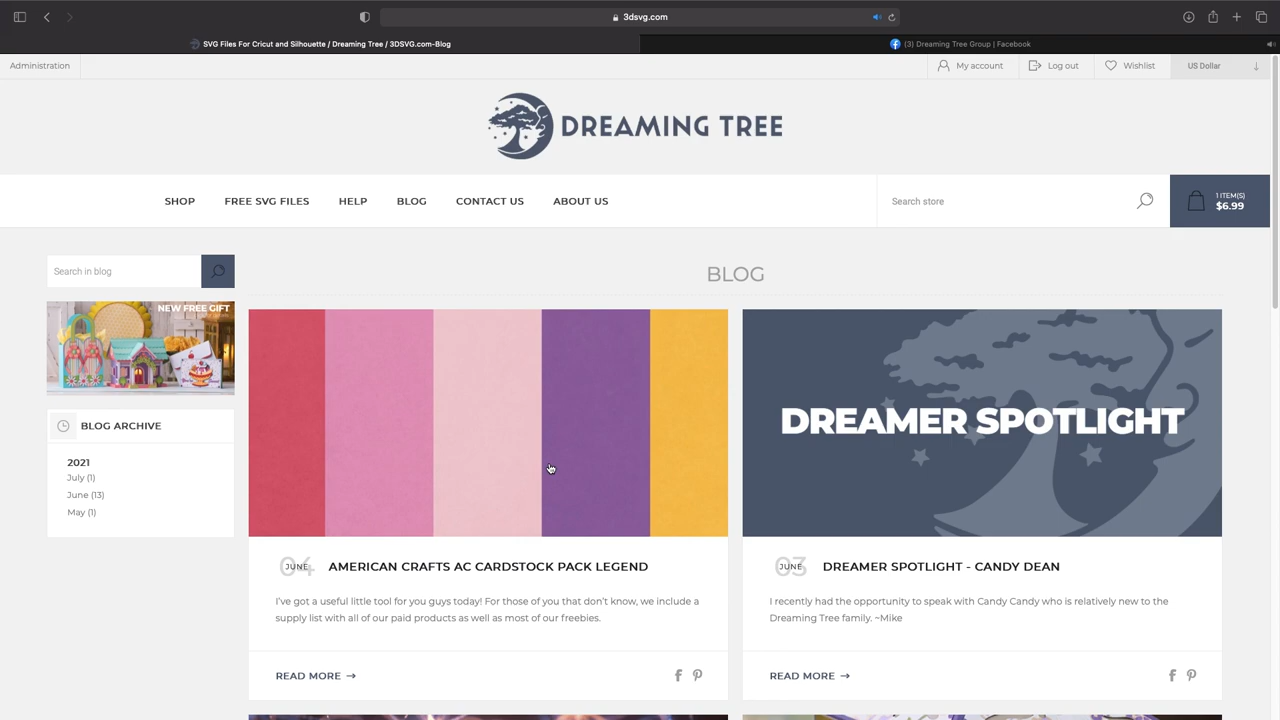 3dsvg.com
SVG Files For Cricut and Silhouette / Dreaming Tree / 3DSVG.com-Blog
(3) Dreaming Tree Group | Facebook
Administration
My account
Log out
Wishlist
US Dollar
DREAMING TREE
SHOP
FREE SVG FILES
HELP
BLOG
CONTACT US
ABOUT US
Search store
1 ITEM(S)
$6.99
Search in blog
NEW FREE GIFT
BLOG ARCHIVE
2021
July (1)
June (13)
May (1)
BLOG
04
JUNE
AMERICAN CRAFTS AC CARDSTOCK PACK LEGEND
I've got a useful little tool for you guys today! For those of you that don't know, we include a
supply list with all of our paid products as well as most of our freebies.
READ MORE
DREAMER SPOTLIGHT
03
JUNE
DREAMER SPOTLIGHT - CANDY DEAN
I recently had the opportunity to speak with Candy Candy who is relatively new to the
Dreaming Tree family. ~Mike
READ MORE